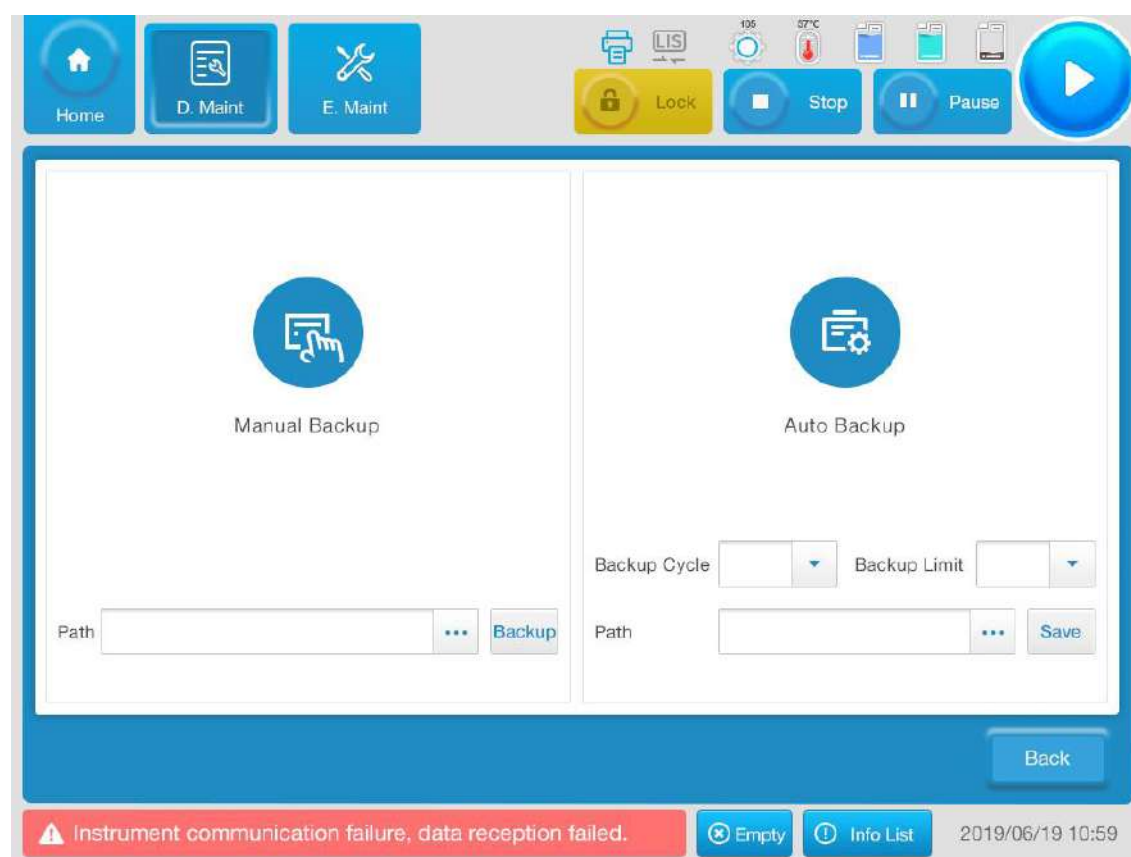 105
37°C
LIS
Home
D. Maint
E. Maint
Lock
Stop
Pause
Manual Backup
Auto Backup
Backup Cycle
Backup Limit
Path
... Backup
Path
... Save
Back
Instrument communication failure, data reception failed.
Empty
Info List
2019/06/19 10:59